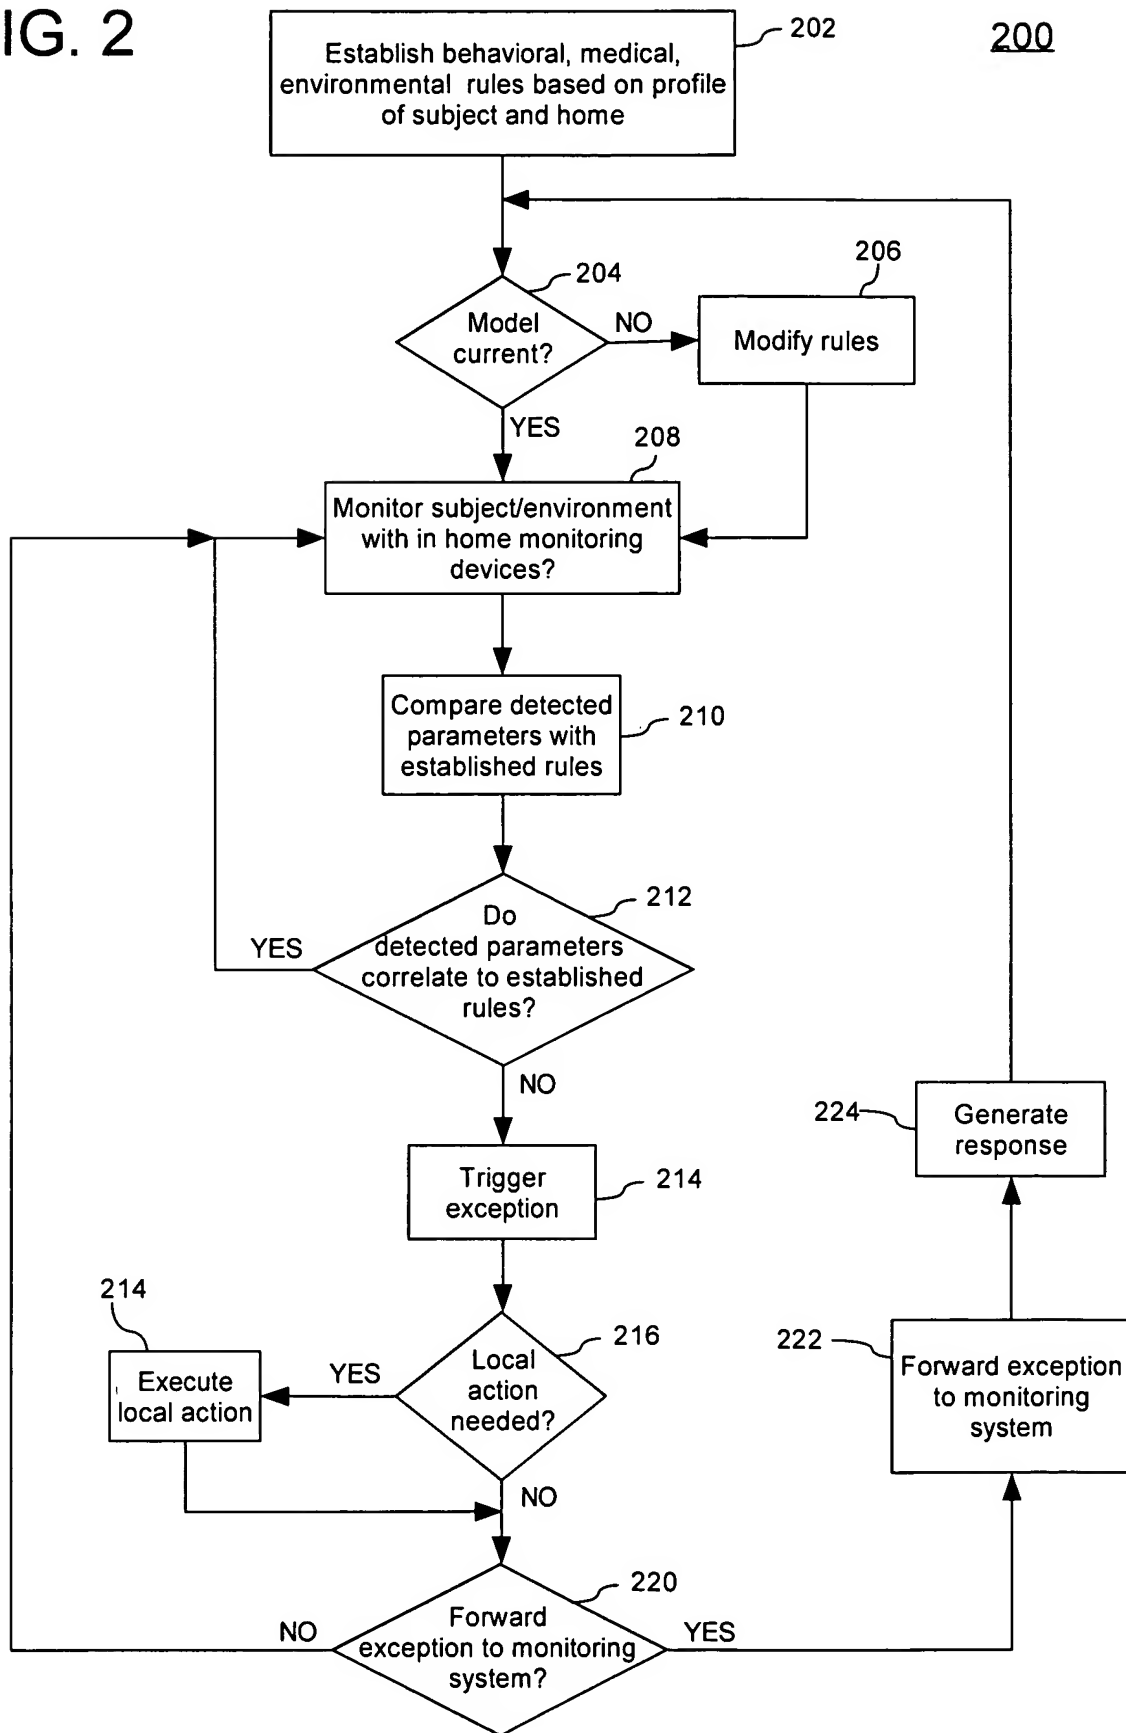 IG. 2
200
202
Establish behavioral, medical,
environmental rules based on profile
of subject and home
204
206
Model
current?
NO
Modify rules
YES
208
Monitor subject/environment
with in home monitoring
devices?
Compare detected
parameters with
established rules
210
212
Do
detected parameters
correlate to established
rules?
YES
NO
Trigger
exception
214
224
Generate
response
214
Execute
local action
YES
216
Local
action
needed?
NO
222
Forward exception
to monitoring
system
220
Forward
exception to monitoring
system?
NO
YES